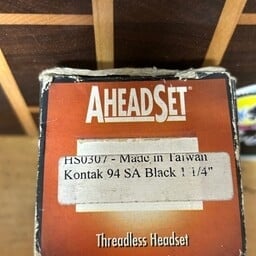 AHEADSET®
HS0307 - Made in Taiwan
Kontak 94 SA Black 1 1/4"
Threadless Headset